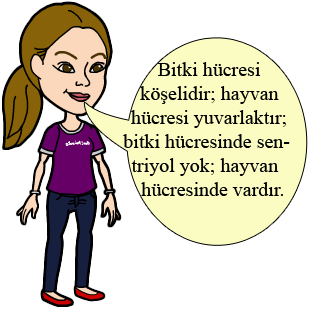 Bitki hücresi
köşelidir; hayvan
hücresi yuvarlaktır;
bitki hücresinde sen-
triyol yok; hayvan
hücresinde vardır.